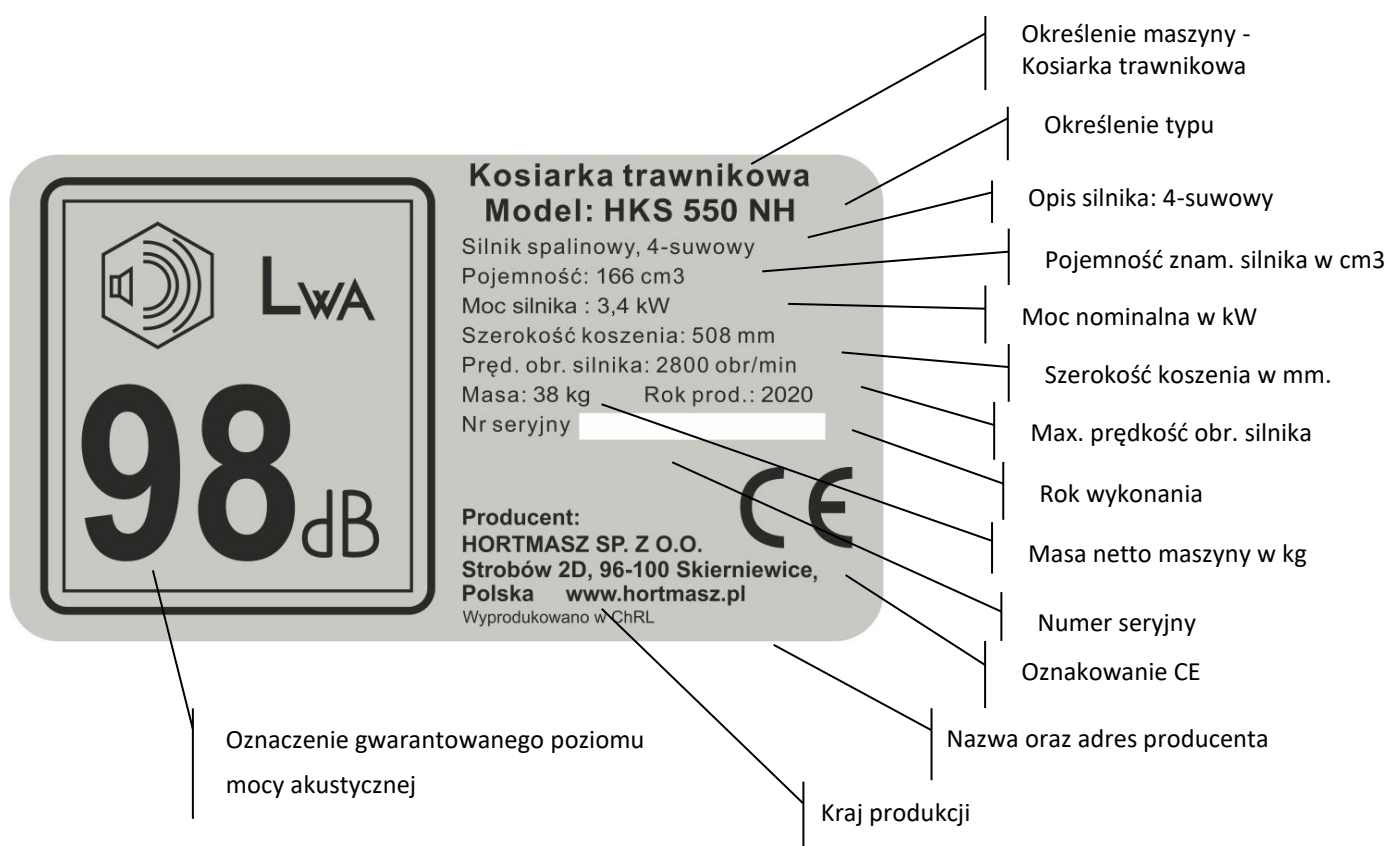 Określenie maszyny -
Kosiarka trawnikowa
Określenie typu
Opis silnika: 4-suwowy
Pojemność znam. silnika w cm3
Moc nominalna w kW
Szerokość koszenia w mm.
Max. prędkość obr. silnika
Rok wykonania
Masa netto maszyny w kg
Numer seryjny
Oznakowanie CE
Nazwa oraz adres producenta
Kraj produkcji
Oznaczenie gwarantowanego poziomu
mocy akustycznej
LWA
98 dB
Kosiarka trawnikowa
Model: HKS 550 NH
Silnik spalinowy, 4-suwowy
Pojemność: 166 cm3
Moc silnika : 3,4 kW
Szerokość koszenia: 508 mm
Pręd. obr. silnika: 2800 obr/min
Masa: 38 kg Rok prod.: 2020
Nr seryjny
CE
Producent:
HORTMASZ SP. Z O.O.
Strobów 2D, 96-100 Skierniewice,
Polska www.hortmasz.pl
Wyprodukowano w ChRL